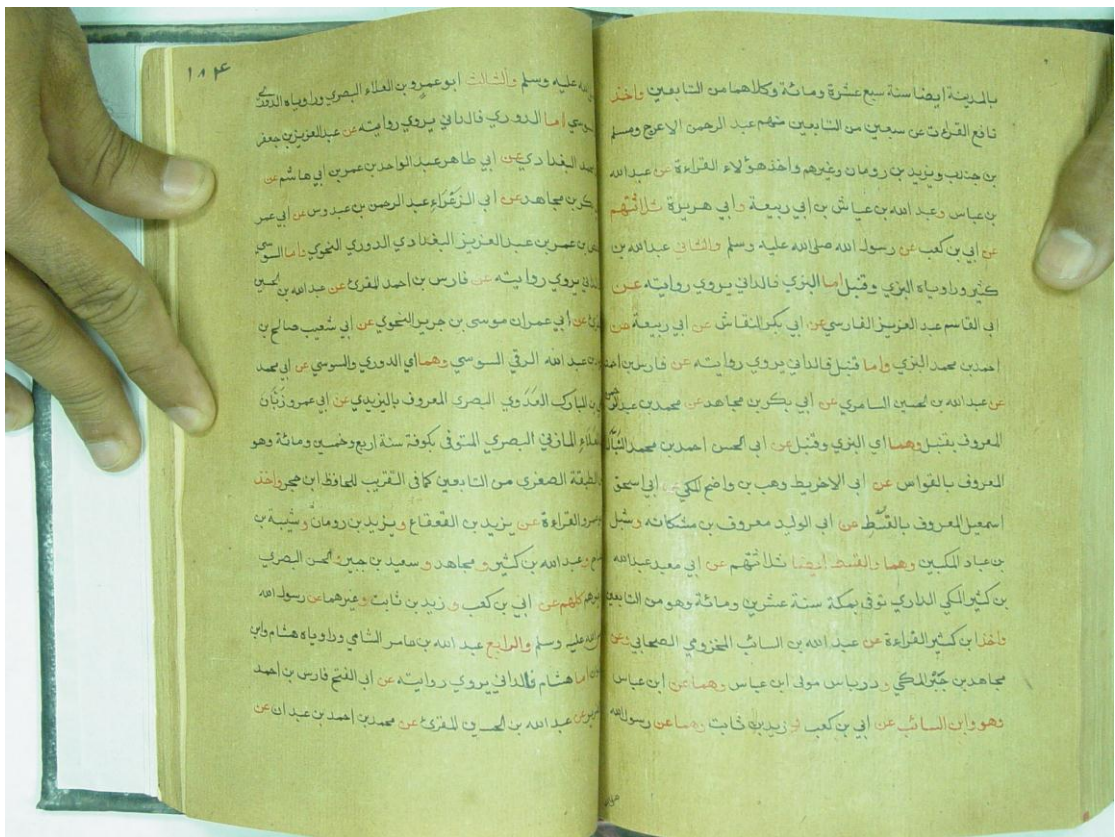 بالمدينة ايضا سنة سبع عشرة ومائة وكلاهما من التابعين واخذ
نافع القراءت عن سبعين من التابعين منهم عبد الرحمن الاعرج ومسلم
بن جندب ويزيد بن رومان وغيرهم واخذ هؤلاء القراءة عن عبد الله
بن عباس وعبد الله بن عياش بن ابي ربيعة وابي هريرة ثلاثتهم
عن ابي بن كعب عن رسول الله صلى الله عليه وسلم والثاني عبد الله بن
كثير وراوياه البزي وقنبل اما البزي فالداني يروي روايته عن
ابي القاسم عبد العزيز الفارسي عن ابي بكر النقاش عن ابي ربيعة عن
احمد بن محمد البزي واما قنبل فالداني يروي روايته عن فارس بن احمد
عن عبد الله بن الحسين السامري عن أبي بكر بن مجاهد عن محمد بن عبد الرحمن
المعروف بقنبل وهما اي البزي وقنبل عن ابي الحسن احمد بن محمد النبال
المعروف بالقواس عن ابي الاخريط وهب بن واضح المكي عن ابي اسحق
اسمعيل المعروف بالقسط عن ابي الوليد معروف بن مشكانه وشبل
بن عباد المكيين وهما والقسط ايضا ثلاثتهم عن ابي معبد عبد الله
بن كثير المكي الداري توفى بمكة سنة عشرين ومائة وهو من التابعين
واخذ ابن كثير القراءة عن عبد الله بن السائب المخزومي الصحابي وعن
مجاهد بن جبر المكي و درباس مولى ابن عباس وهما عن ابن عباس
وهو وابن السائب عن ابي بن كعب و زيد بن ثابت وهما عن رسول الله
١٨٤
الله عليه وسلم والثالث ابو عمرو بن العلاء البصري وراوياه الدوري
السوسي أما الدوري فالداني يروي روايته عن عبد العزيز بن جعفر
محمد البغدادي عن ابي طاهر عبد الواحد بن عمر بن ابي هاشم عن
بكر بن مجاهد عن ابي الزعراء عبد الرحمن بن عبدوس عن ابي عمر
بن عمر بن عبد العزيز البغدادي الدوري النحوي واما السوسي
فالداني يروي روايته عن فارس بن احمد المقرئ عن عبد الله بن الحسين
عن أبي عمران موسى بن جرير النحوي عن ابي شعيب صالح بن
بن عبد الله الرقي السوسي وهما اي الدوري والسوسي عن ابي محمد
بن المبارك العدوي البصري المعروف باليزيدي عن ابي عمرو زبان
العلاء المازني البصري المتوفى بكوفة سنة اربع وخمسين ومائة وهو
الطبقة الصغرى من التابعين كما في التقريب للحافظ ابن حجر واخذ
القراءة عن يزيد بن القعقاع ويزيد بن رومان وشيبة بن
وعبد الله بن كثير و مجاهد و سعيد بن جبير والحسن البصري
كلهم عن ابي بن كعب و زيد بن ثابت وغيرهما عن رسول الله
الله عليه وسلم والرابع عبد الله بن عامر الشامي وراوياه هشام وابن
اما هشام فالداني يروي روايته عن ابي الفتح فارس بن احمد
عن عبد الله بن الحسين المقرئ عن محمد بن احمد بن عبدان عن